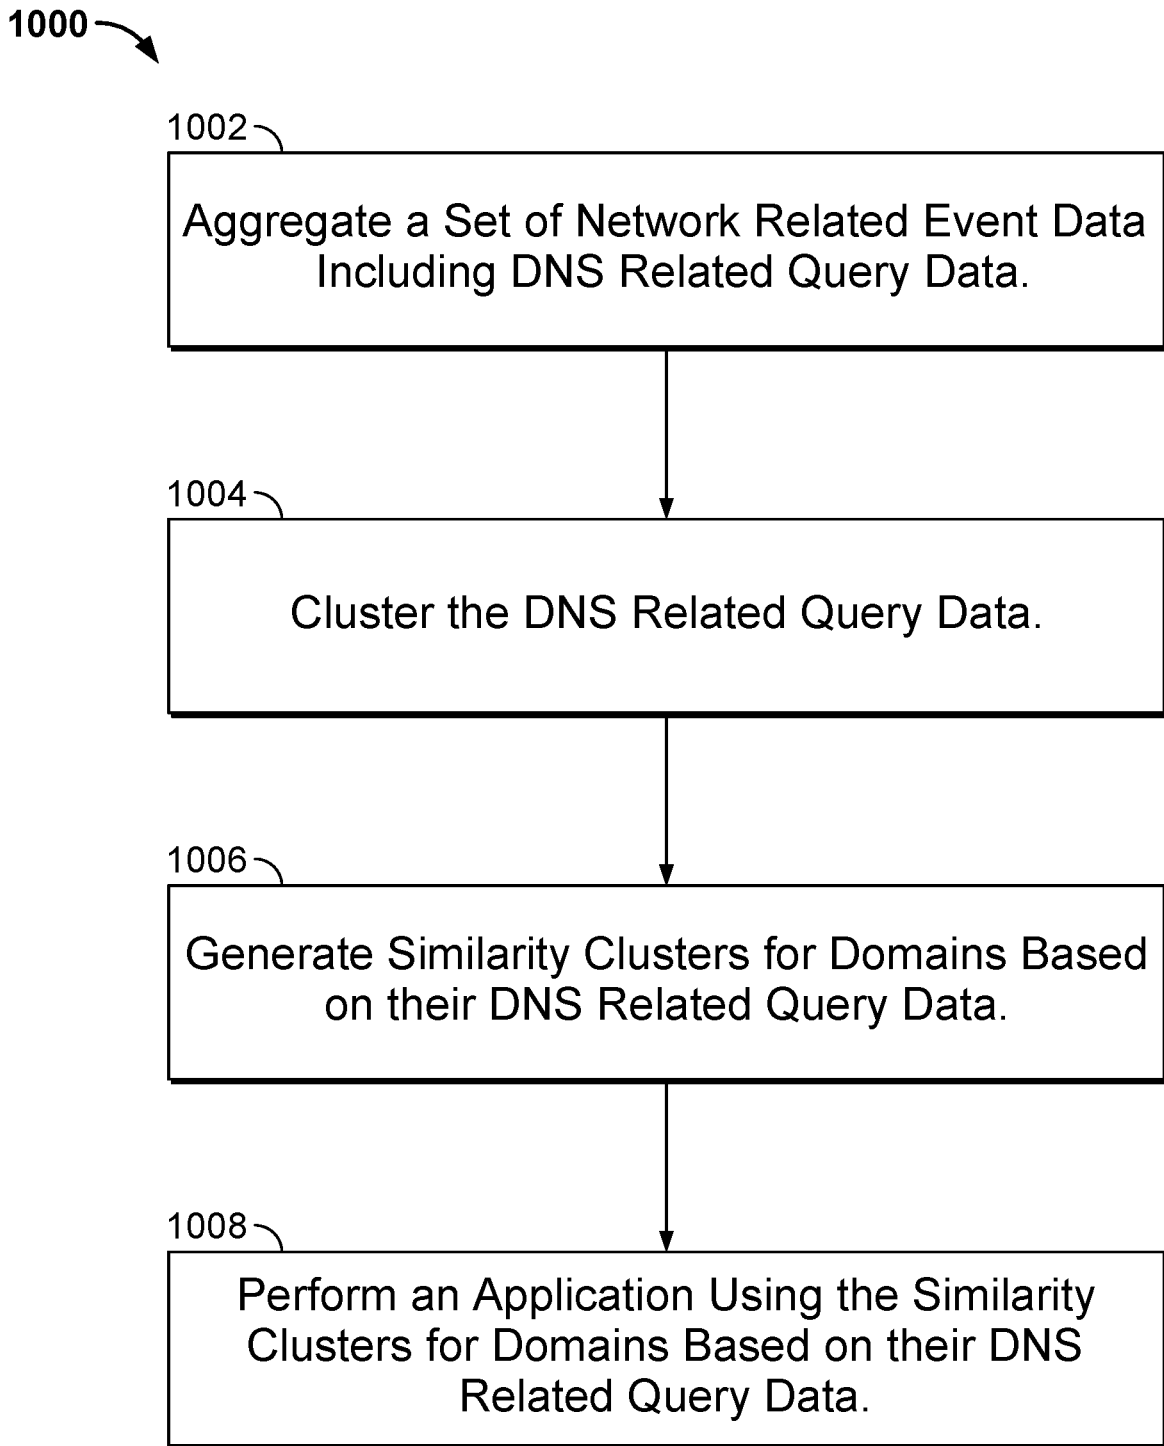 1000
1002
Aggregate a Set of Network Related Event Data
Including DNS Related Query Data.
1004
Cluster the DNS Related Query Data.
1006
Generate Similarity Clusters for Domains Based
on their DNS Related Query Data.
1008
Perform an Application Using the Similarity
Clusters for Domains Based on their DNS
Related Query Data.